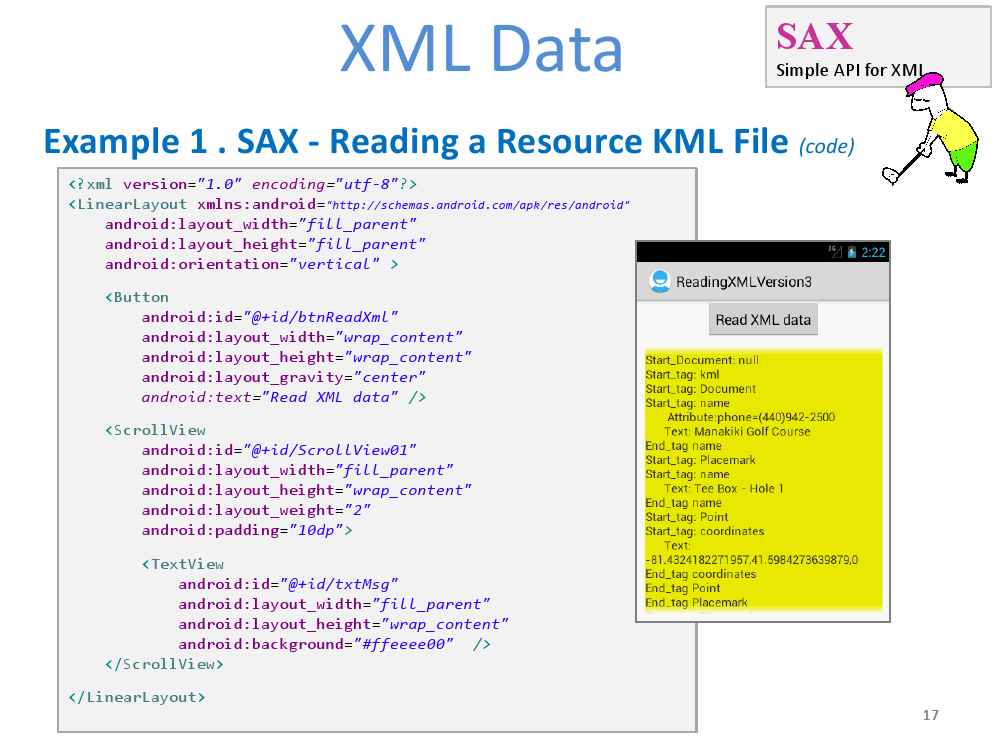 XML Data
SAX
Simple API for XML
Example 1 . SAX - Reading a Resource KML File (code)
<?xml version="1.0" encoding="utf-8"?>
<LinearLayout xmlns:android="http://schemas.android.com/apk/res/android"
    android:layout_width="fill_parent"
    android:layout_height="fill_parent"
    android:orientation="vertical" >
    <Button
        android:id="@+id/btnReadXml"
        android:layout_width="wrap_content"
        android:layout_height="wrap_content"
        android:layout_gravity="center"
        android:text="Read XML data" />
    <ScrollView
        android:id="@+id/ScrollView01"
        android:layout_width="fill_parent"
        android:layout_height="wrap_content"
        android:layout_weight="2"
        android:padding="10dp">
        <TextView
            android:id="@+id/txtMsg"
            android:layout_width="fill_parent"
            android:layout_height="wrap_content"
            android:background="#ffeeee00"  />
    </ScrollView>
</LinearLayout>
3G 2:22
ReadingXMLVersion3
Read XML data
Start_Document: null
Start_tag: kml
Start_tag: Document
Start_tag: name
Attribute:phone=(440)942-2500
Text: Manakiki Golf Course
End_tag name
Start_tag: Placemark
Start_tag: name
Text: Tee Box - Hole 1
End_tag name
Start_tag: Point
Start_tag: coordinates
Text:
-81.4324182271957,41.5984273639879,0
End_tag coordinates
End_tag Point
End_tag Placemark
17